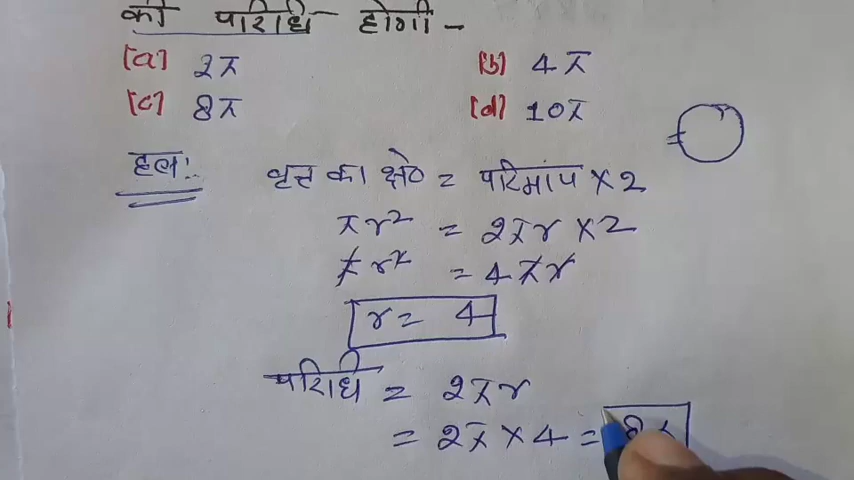 की परिधि होगी -
(a) 2π (b) 4π
(c) 8π (d) 10π
हल:
वृत्त का क्षे० = परिमाप × 2
πr² = 2πr × 2
πr² = 4πr
r = 4
परिधि = 2πr
= 2π × 4 =